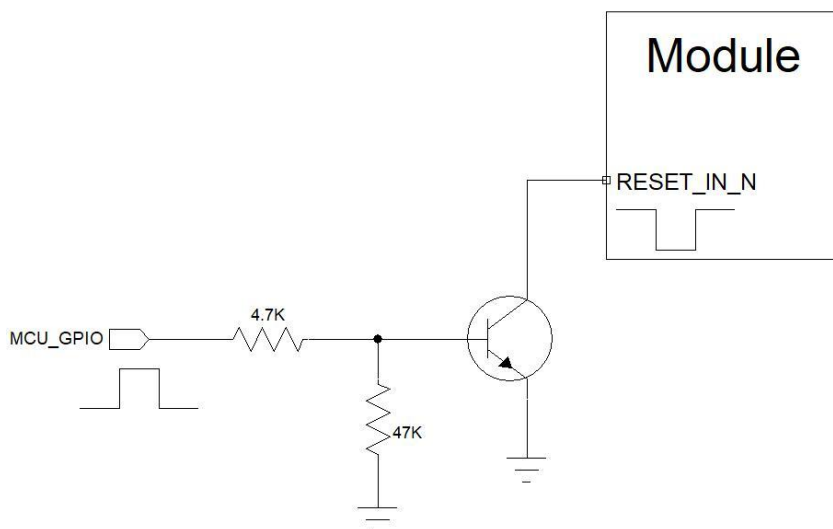 Module
RESET_IN_N
4.7K
MCU_GPIO
47K